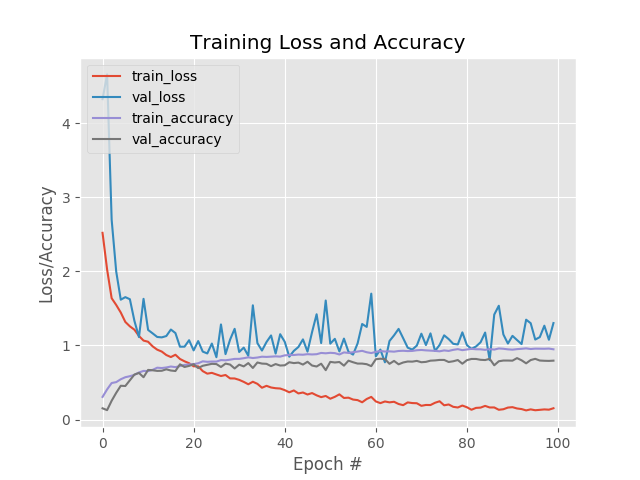 Training Loss and Accuracy
train_loss
val_loss
train_accuracy
val_accuracy
Loss/Accuracy
4
3
2
1
0
0 20 40 60 80 100
Epoch #